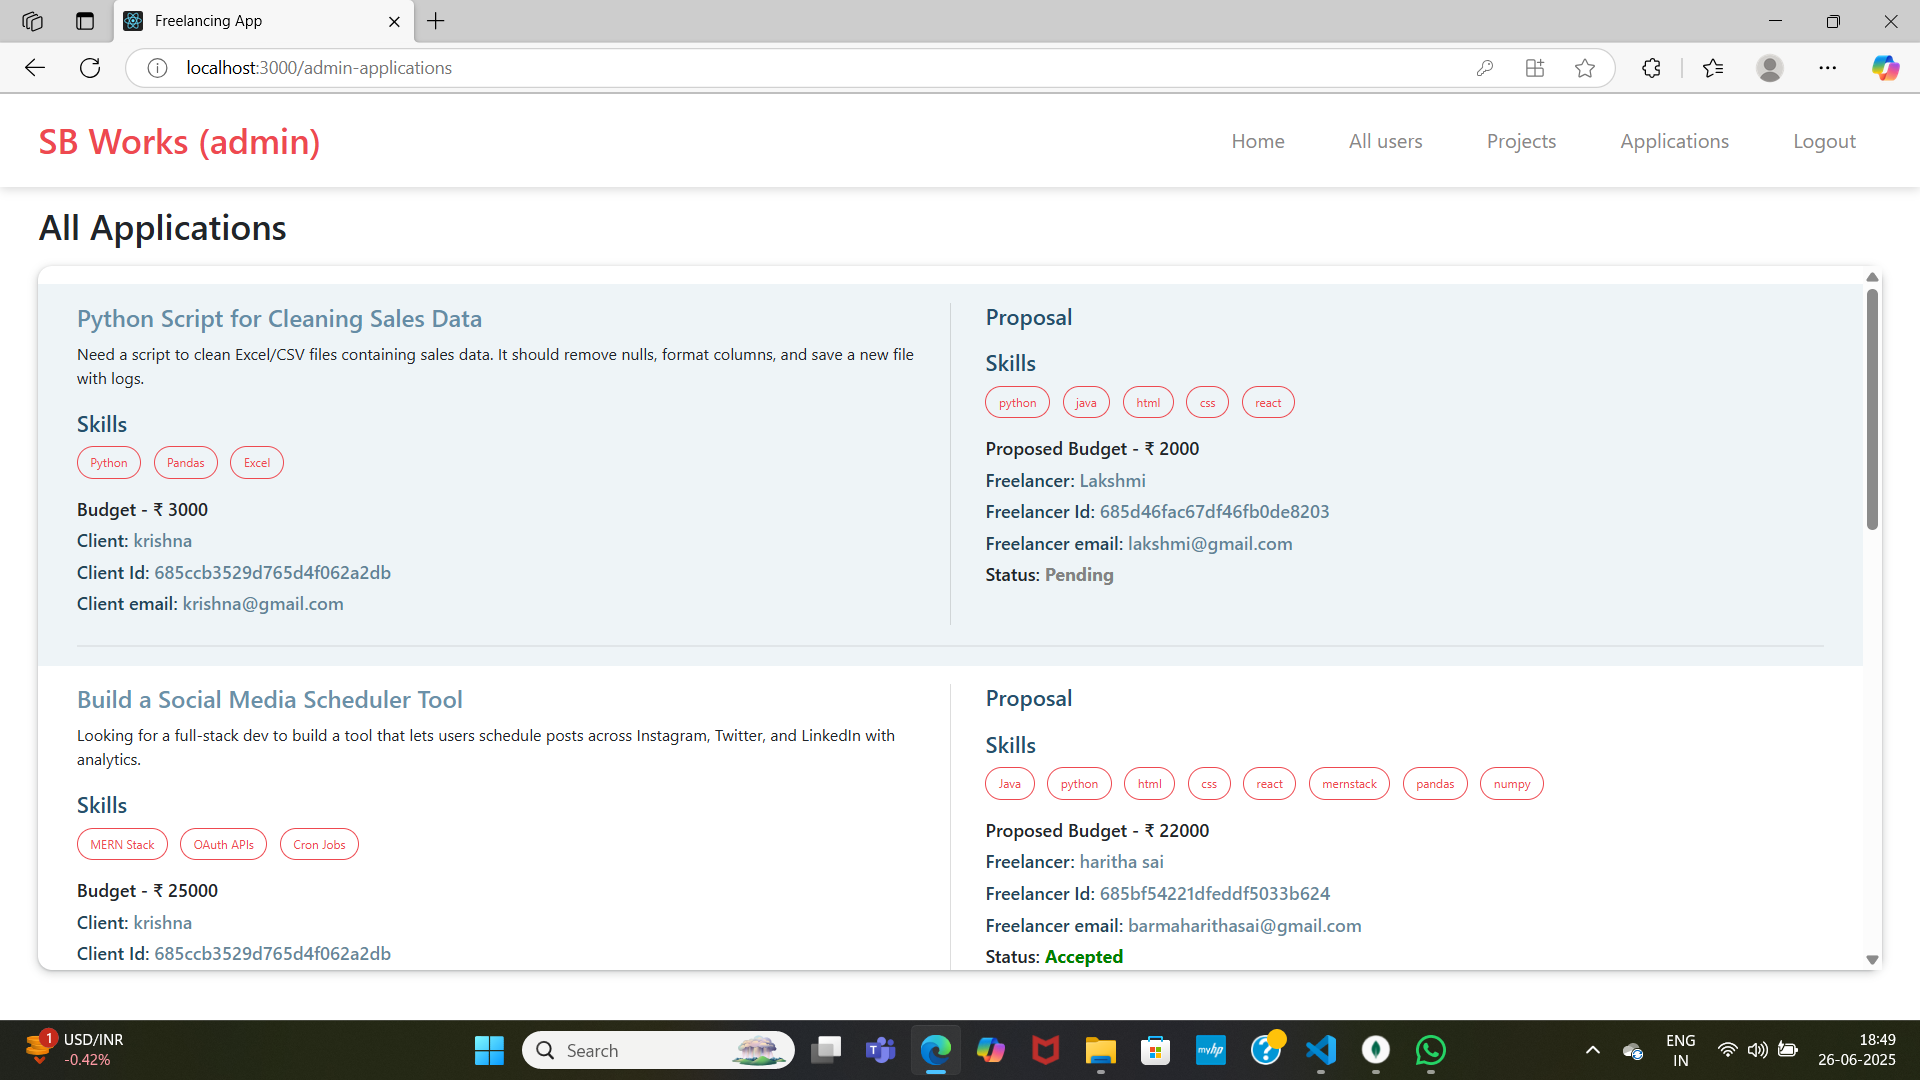 Freelancing App
localhost:3000/admin-applications
SB Works (admin)
Home
All users
Projects
Applications
Logout
All Applications
Python Script for Cleaning Sales Data
Need a script to clean Excel/CSV files containing sales data. It should remove nulls, format columns, and save a new file
with logs.
Skills
Python
Pandas
Excel
Budget - ₹ 3000
Client: krishna
Client Id: 685ccb3529d765d4f062a2db
Client email: krishna@gmail.com
Proposal
Skills
python
java
html
css
react
Proposed Budget - ₹ 2000
Freelancer: Lakshmi
Freelancer Id: 685d46fac67df46fb0de8203
Freelancer email: lakshmi@gmail.com
Status: Pending
Build a Social Media Scheduler Tool
Looking for a full-stack dev to build a tool that lets users schedule posts across Instagram, Twitter, and LinkedIn with
analytics.
Skills
MERN Stack
OAuth APIs
Cron Jobs
Budget - ₹ 25000
Client: krishna
Client Id: 685ccb3529d765d4f062a2db
Proposal
Skills
Java
python
html
css
react
mernstack
pandas
numpy
Proposed Budget - ₹ 22000
Freelancer: haritha sai
Freelancer Id: 685bf54221dfeddf5033b624
Freelancer email: barmaharithasai@gmail.com
Status: Accepted
1
USD/INR
-0.42%
Search
myhp
ENG
IN
18:49
26-06-2025